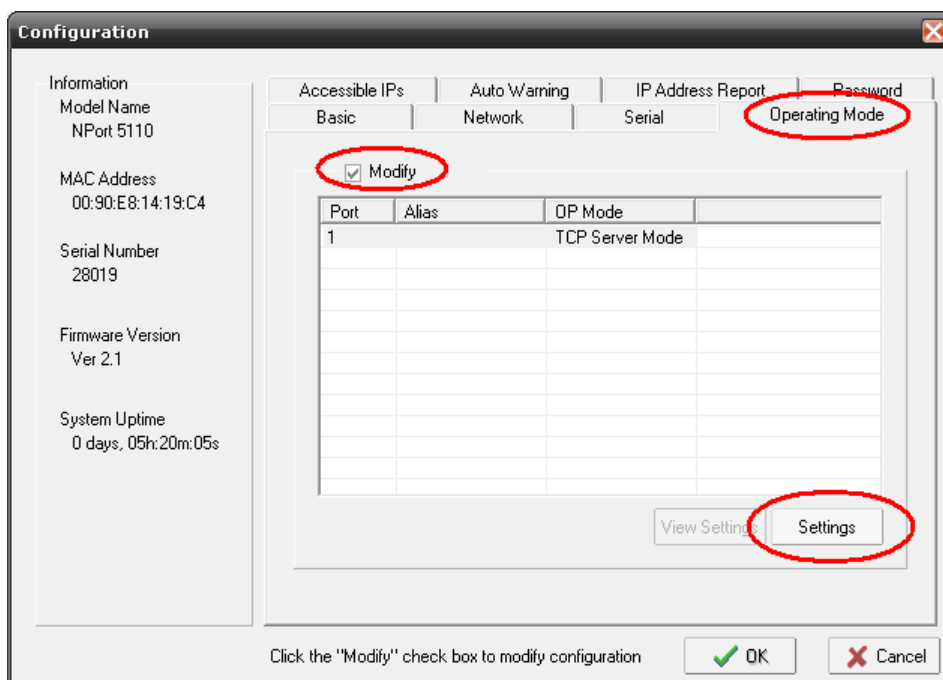 Configuration
Information
Model Name
NPort 5110
MAC Address
00:90:E8:14:19:C4
Serial Number
28019
Firmware Version
Ver 2.1
System Uptime
0 days, 05h:20m:05s
Accessible IPs
Auto Warning
IP Address Report
Password
Basic
Network
Serial
Operating Mode
Modify
Port Alias OP Mode
1 TCP Server Mode
View Settings
Settings
Click the "Modify" check box to modify configuration
OK
Cancel